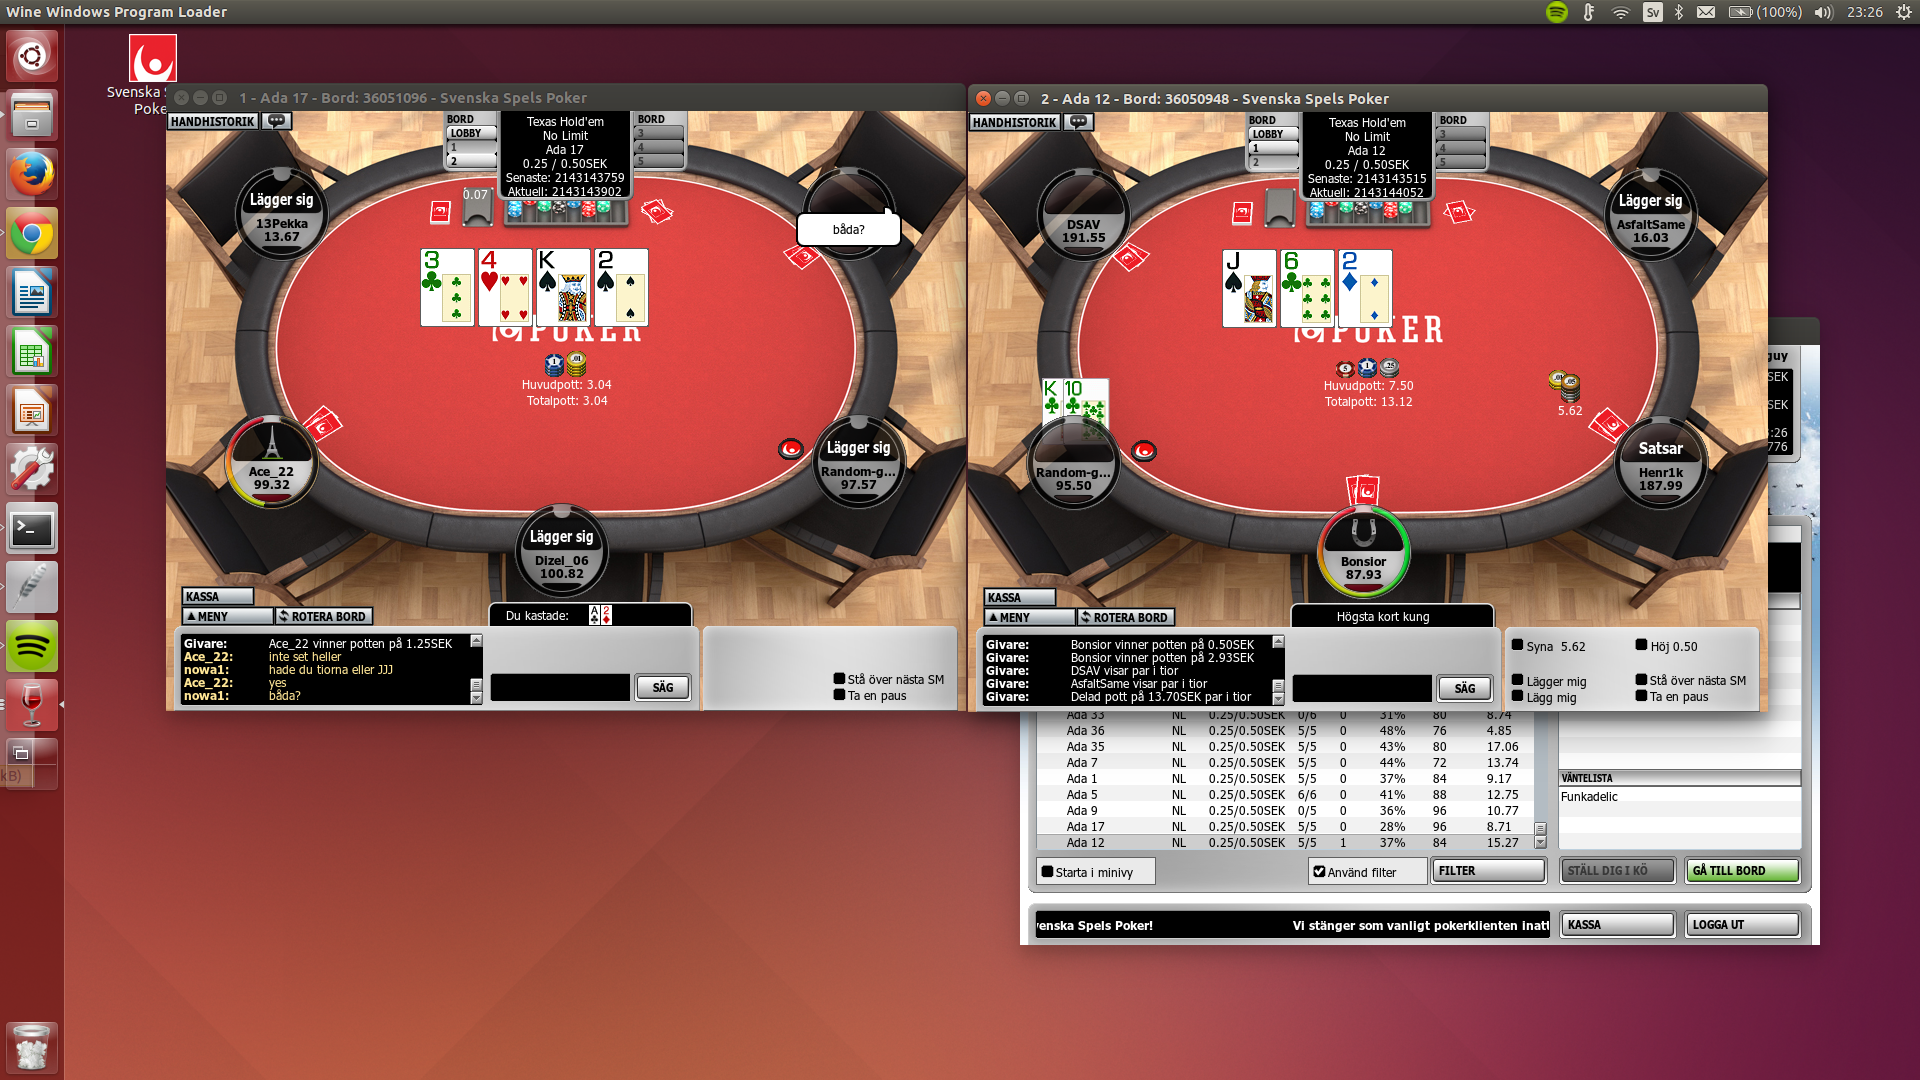 Wine Windows Program Loader
Sv
(100%)
23:26
Svenska S
Poke
1 - Ada 17 - Bord: 36051096 - Svenska Spels Poker
HANDHISTORIK
BORD
LOBBY
1
2
Texas Hold'em
No Limit
Ada 17
0.25 / 0.50SEK
Senaste: 2143143759
Aktuell: 2143143902
BORD
3
4
5
0.07
Lägger sig
13Pekka
13.67
båda?
3
4
K
2
POKER
1
.01
Huvudpott: 3.04
Totalpott: 3.04
Ace_22
99.32
Lägger sig
Random-g...
97.57
Lägger sig
Dizel_06
100.82
KASSA
MENY
ROTERA BORD
Du kastade:
A 2
Givare: Ace_22 vinner potten på 1.25SEK
Ace_22: inte set heller
nowa1: hade du tiorna eller JJJ
Ace_22: yes
nowa1: båda?
SÄG
Stå över nästa SM
Ta en paus
2 - Ada 12 - Bord: 36050948 - Svenska Spels Poker
HANDHISTORIK
BORD
LOBBY
1
2
Texas Hold'em
No Limit
Ada 12
0.25 / 0.50SEK
Senaste: 2143143515
Aktuell: 2143144052
BORD
3
4
5
DSAV
191.55
Lägger sig
AsfaltSame
16.03
J
6
2
POKER
5
1
.25
Huvudpott: 7.50
Totalpott: 13.12
5.62
K 10
Random-g...
95.50
Satsar
Henr1k
187.99
Bonsior
87.93
KASSA
MENY
ROTERA BORD
Högsta kort kung
Givare: Bonsior vinner potten på 0.50SEK
Givare: Bonsior vinner potten på 2.93SEK
Givare: DSAV visar par i tior
Givare: AsfaltSame visar par i tior
Givare: Delad pott på 13.70SEK par i tior
SÄG
Syna 5.62
Höj 0.50
Lägger mig
Stå över nästa SM
Lägg mig
Ta en paus
guy
SEK
SEK
:26
776
Ada 33 NL 0.25/0.50SEK 0/6 0 31% 80 8.74
Ada 36 NL 0.25/0.50SEK 5/5 0 48% 76 4.85
Ada 35 NL 0.25/0.50SEK 5/5 0 43% 80 17.06
Ada 7 NL 0.25/0.50SEK 5/5 0 44% 72 13.74
Ada 1 NL 0.25/0.50SEK 5/5 0 37% 84 9.17
Ada 5 NL 0.25/0.50SEK 6/6 0 41% 88 12.75
Ada 9 NL 0.25/0.50SEK 0/5 0 36% 96 10.77
Ada 17 NL 0.25/0.50SEK 5/5 0 28% 96 8.71
Ada 12 NL 0.25/0.50SEK 5/5 1 37% 84 15.27
VÄNTELISTA
Funkadelic
Starta i minivy
Använd filter
FILTER
STÄLL DIG I KÖ
GÅ TILL BORD
venska Spels Poker!
Vi stänger som vanligt pokerklienten inatt
KASSA
LOGGA UT
kB)